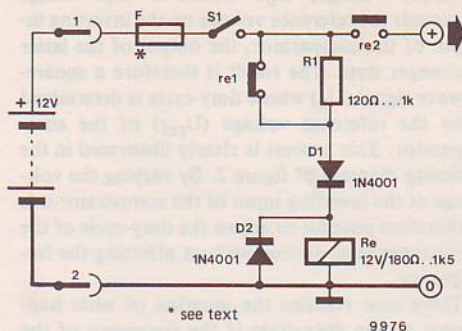 1 F S1 re2 +
*
re1 R1
120Ω...1k
+ 12V
D1
1N4001
D2 Re
1N4001 12V/180Ω..1k5
2 0
* see text
9976